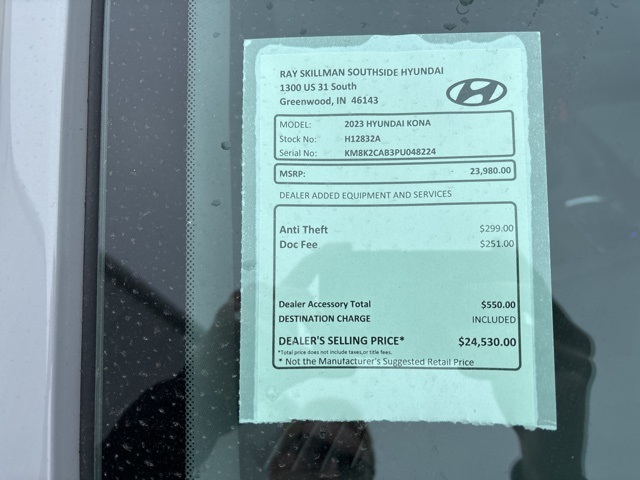 RAY SKILLMAN SOUTHSIDE HYUNDAI
1300 US 31 South
Greenwood, IN 46143
MODEL: 2023 HYUNDAI KONA
Stock No: H12832A
Serial No: KM8K2CAB3PU048224
MSRP: 23,980.00
DEALER ADDED EQUIPMENT AND SERVICES
Anti Theft $299.00
Doc Fee $251.00
Dealer Accessory Total $550.00
DESTINATION CHARGE INCLUDED
DEALER'S SELLING PRICE* $24,530.00
*Total price does not include taxes,or title fees.
* Not the Manufacturer's Suggested Retail Price